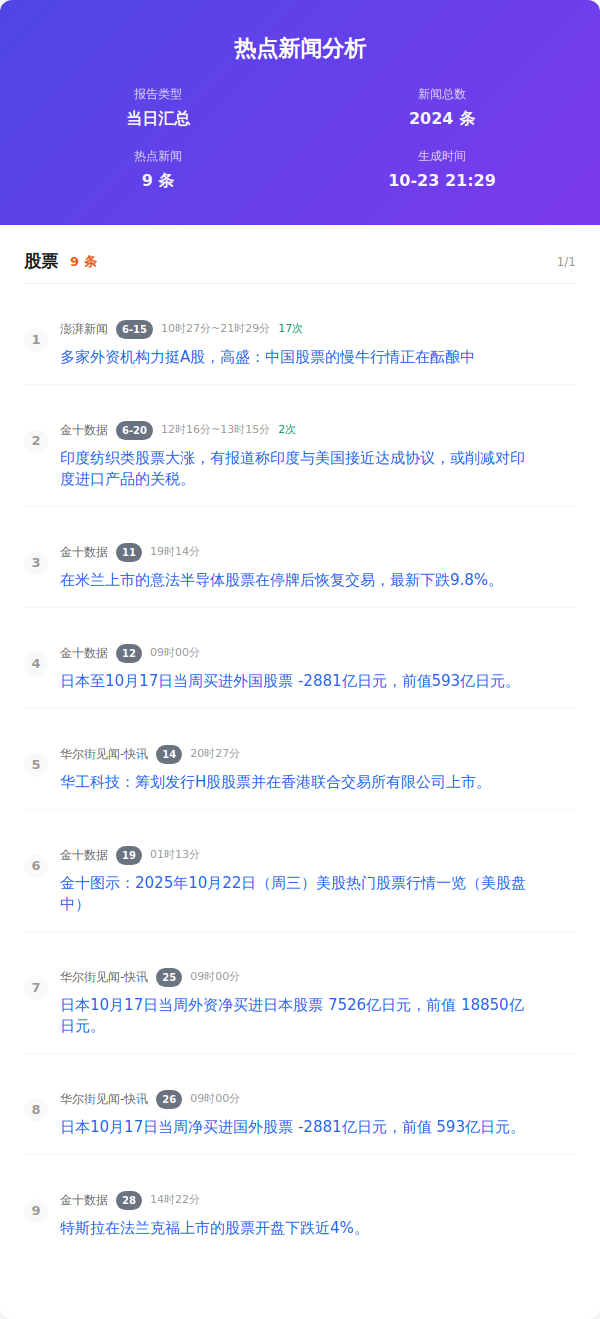 热点新闻分析
报告类型
新闻总数
当日汇总
2024 条
热点新闻
生成时间
9 条
10-23 21:29
股票 9 条 1/1
1 澎湃新闻 6-15 10时27分~21时29分 17次
多家外资机构力挺A股，高盛：中国股票的慢牛行情正在酝酿中
2 金十数据 6-20 12时16分~13时15分 2次
印度纺织类股票大涨，有报道称印度与美国接近达成协议，或削减对印
度进口产品的关税。
3 金十数据 11 19时14分
在米兰上市的意法半导体股票在停牌后恢复交易，最新下跌9.8%。
4 金十数据 12 09时00分
日本至10月17日当周买进外国股票 -2881亿日元，前值593亿日元。
5 华尔街见闻-快讯 14 20时27分
华工科技：筹划发行H股股票并在香港联合交易所有限公司上市。
6 金十数据 19 01时13分
金十图示：2025年10月22日（周三）美股热门股票行情一览（美股盘
中）
7 华尔街见闻-快讯 25 09时00分
日本10月17日当周外资净买进日本股票 7526亿日元，前值 18850亿
日元。
8 华尔街见闻-快讯 26 09时00分
日本10月17日当周净买进国外股票 -2881亿日元，前值 593亿日元。
9 金十数据 28 14时22分
特斯拉在法兰克福上市的股票开盘下跌近4%。